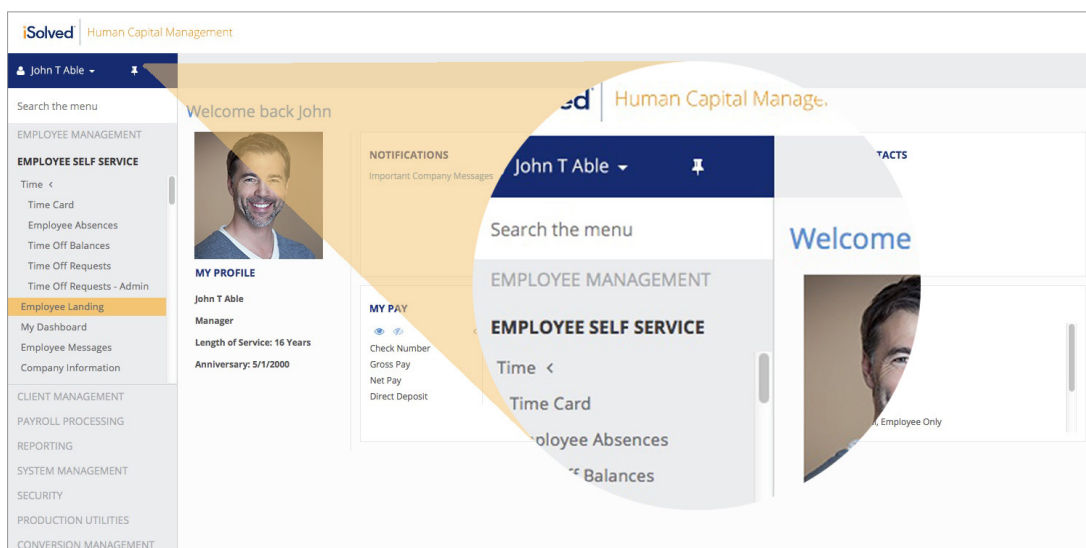 iSolved Human Capital Management
John T Able
Search the menu
EMPLOYEE MANAGEMENT
EMPLOYEE SELF SERVICE
Time <
Time Card
Employee Absences
Time Off Balances
Time Off Requests
Time Off Requests - Admin
Employee Landing
My Dashboard
Employee Messages
Company Information
CLIENT MANAGEMENT
PAYROLL PROCESSING
REPORTING
SYSTEM MANAGEMENT
SECURITY
PRODUCTION UTILITIES
CONVERSION MANAGEMENT
Welcome back John
MY PROFILE
John T Able
Manager
Length of Service: 16 Years
Anniversary: 5/1/2000
NOTIFICATIONS
Important Company Messages
MY PAY
Check Number
Gross Pay
Net Pay
Direct Deposit
Human Capital Manage
John T Able
Search the menu
Welcome
EMPLOYEE MANAGEMENT
EMPLOYEE SELF SERVICE
Time <
Time Card
ployee Absences
Balances
TACTS
, Employee Only